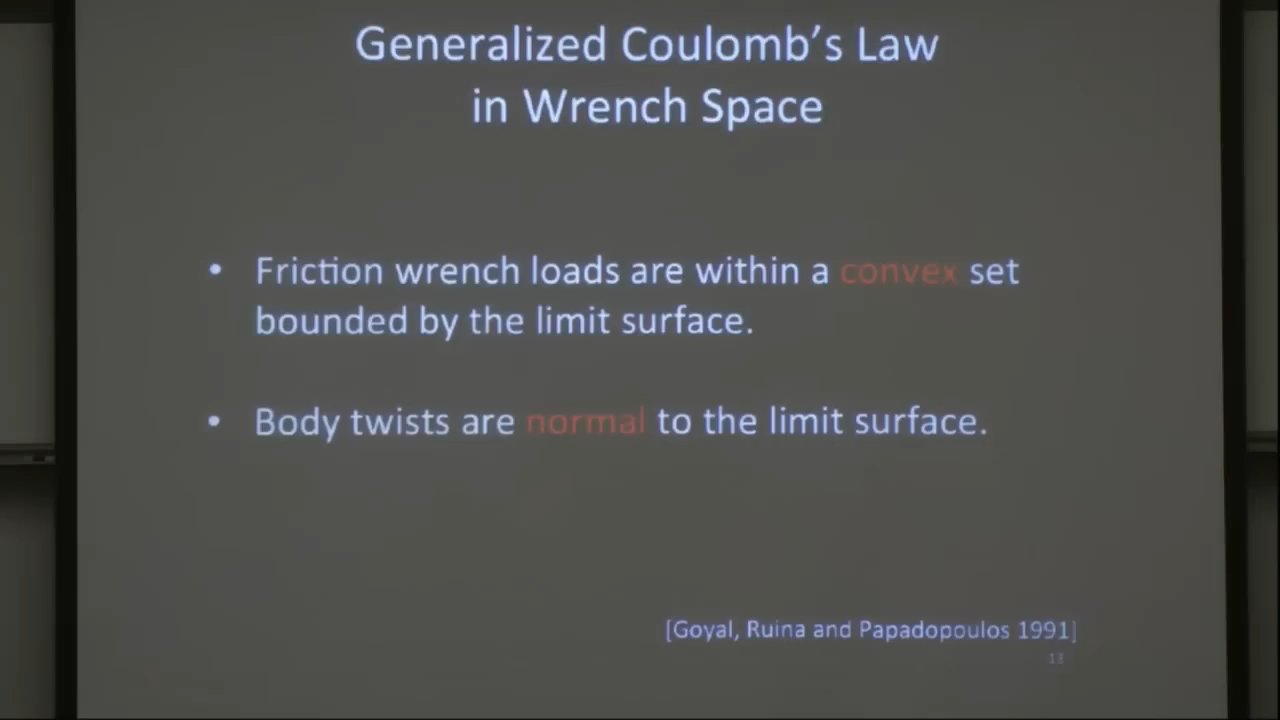 Generalized Coulomb's Law
in Wrench Space
• Friction wrench loads are within a convex set
bounded by the limit surface.
• Body twists are normal to the limit surface.
[Goyal, Ruina and Papadopoulos 1991]
13